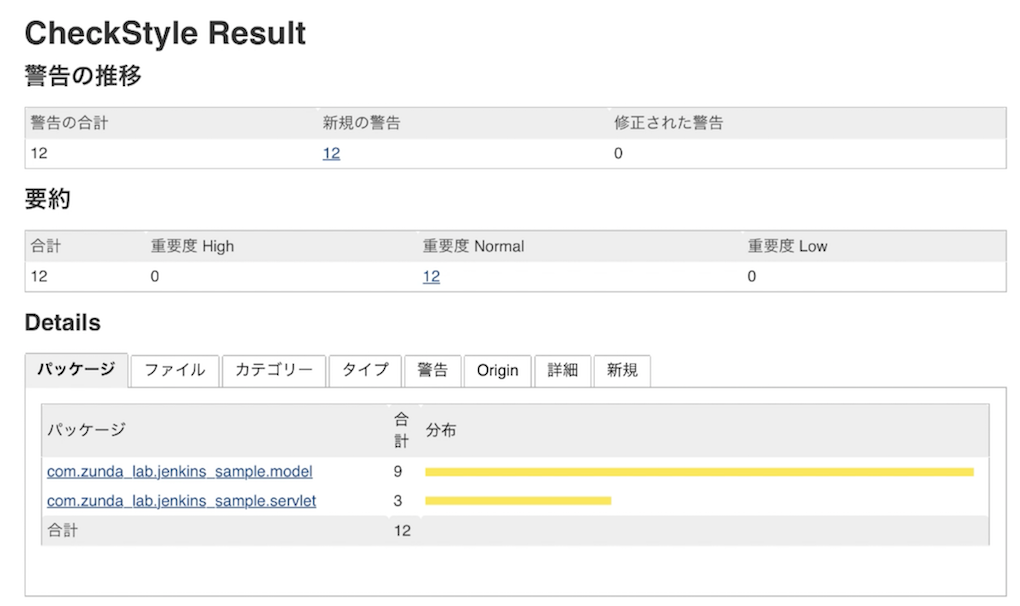 CheckStyle Result
警告の推移
警告の合計 新規の警告 修正された警告
12 12 0
要約
合計 重要度 High 重要度 Normal 重要度 Low
12 0 12 0
Details
パッケージ ファイル カテゴリー タイプ 警告 Origin 詳細 新規
パッケージ 合計 分布
com.zunda_lab.jenkins_sample.model 9
com.zunda_lab.jenkins_sample.servlet 3
合計 12